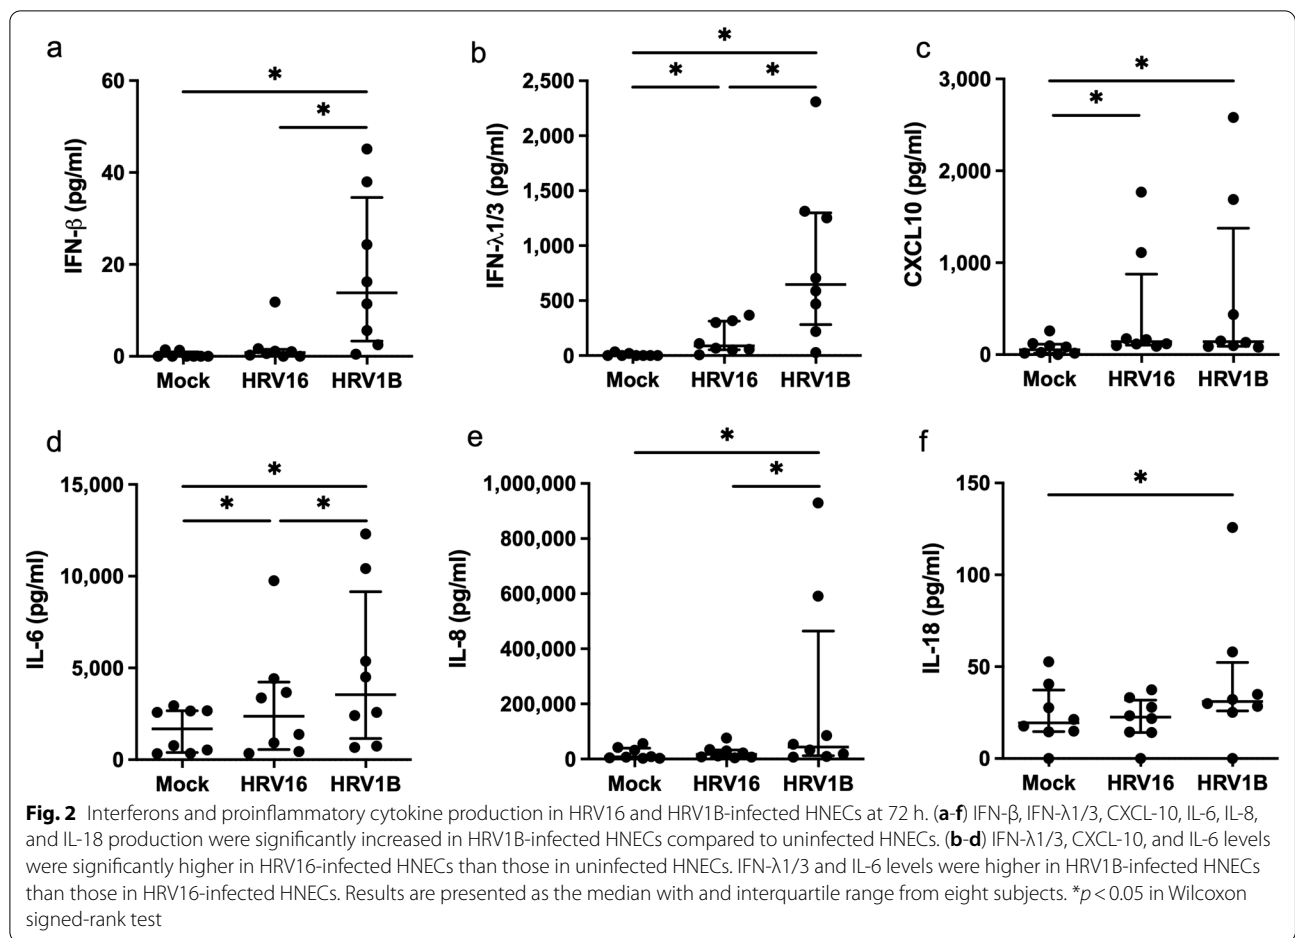 a
*
*
60
40
20
0
IFN-β (pg/ml)
Mock HRV16 HRV1B
b
*
* *
2,500
2,000
1,500
1,000
500
0
IFN-λ1/3 (pg/ml)
Mock HRV16 HRV1B
c
*
*
3,000
2,000
1,000
0
CXCL10 (pg/ml)
Mock HRV16 HRV1B
d
*
* *
15,000
10,000
5,000
0
IL-6 (pg/ml)
Mock HRV16 HRV1B
e
*
*
1,000,000
800,000
600,000
400,000
200,000
0
IL-8 (pg/ml)
Mock HRV16 HRV1B
f
*
150
100
50
0
IL-18 (pg/ml)
Mock HRV16 HRV1B
Fig. 2 Interferons and proinflammatory cytokine production in HRV16 and HRV1B-infected HNECs at 72 h. (a-f) IFN-β, IFN-λ1/3, CXCL-10, IL-6, IL-8,
and IL-18 production were significantly increased in HRV1B-infected HNECs compared to uninfected HNECs. (b-d) IFN-λ1/3, CXCL-10, and IL-6 levels
were significantly higher in HRV16-infected HNECs than those in uninfected HNECs. IFN-λ1/3 and IL-6 levels were higher in HRV1B-infected HNECs
than those in HRV16-infected HNECs. Results are presented as the median with and interquartile range from eight subjects. *p < 0.05 in Wilcoxon
signed-rank test